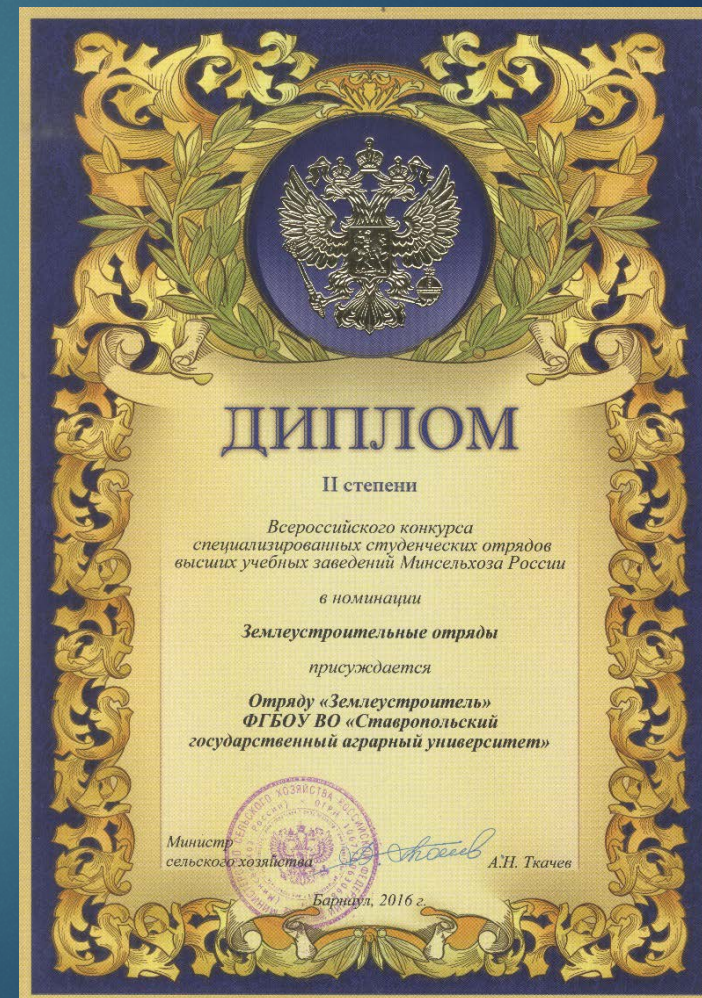 ДИПЛОМ
II степени
Всероссийского конкурса
специализированных студенческих отрядов
высших учебных заведений Минсельхоза России
в номинации
Землеустроительные отряды
присуждается
Отряду «Землеустроитель»
ФГБОУ ВО «Ставропольский
государственный аграрный университет»
Министр
сельского хозяйства
А.Н. Ткачев
Барнаул, 2016 г.